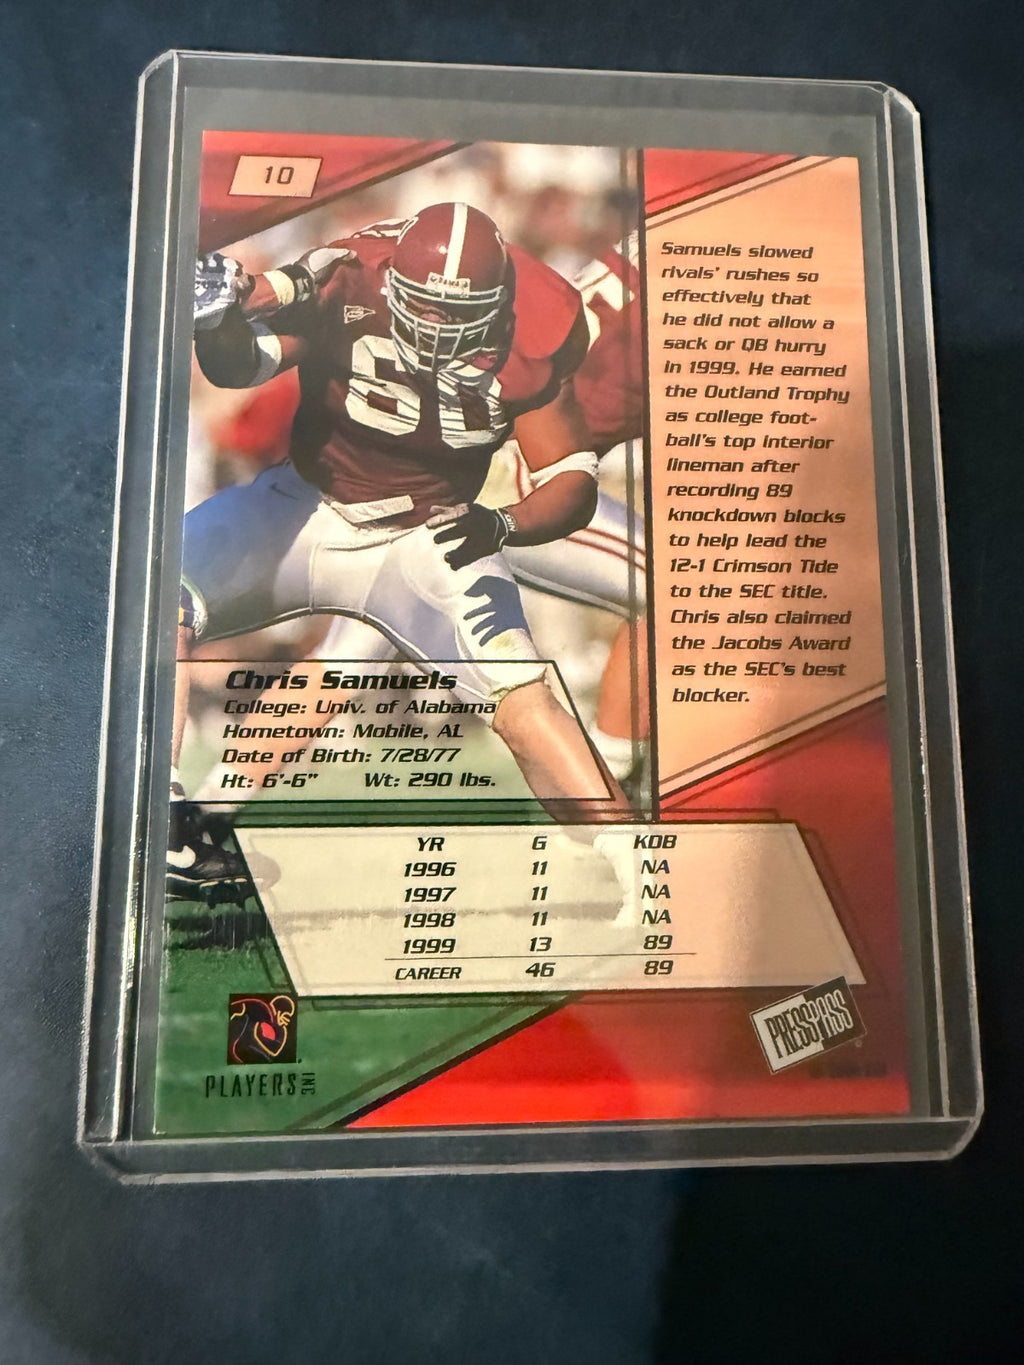 10
Samuels slowed
rivals' rushes so
effectively that
he did not allow a
sack or QB hurry
in 1999. He earned
the Outland Trophy
as college foot-
ball's top interior
lineman after
recording 89
knockdown blocks
to help lead the
12-1 Crimson Tide
to the SEC title.
Chris also claimed
the Jacobs Award
as the SEC's best
blocker.
60
Chris Samuels
College: Univ. of Alabama
Hometown: Mobile, AL
Date of Birth: 7/28/77
Ht: 6'-6" Wt: 290 lbs.
YR G KDB
1996 11 NA
1997 11 NA
1998 11 NA
1999 13 89
CAREER 46 89
PLAYERS INC
PRESS PASS